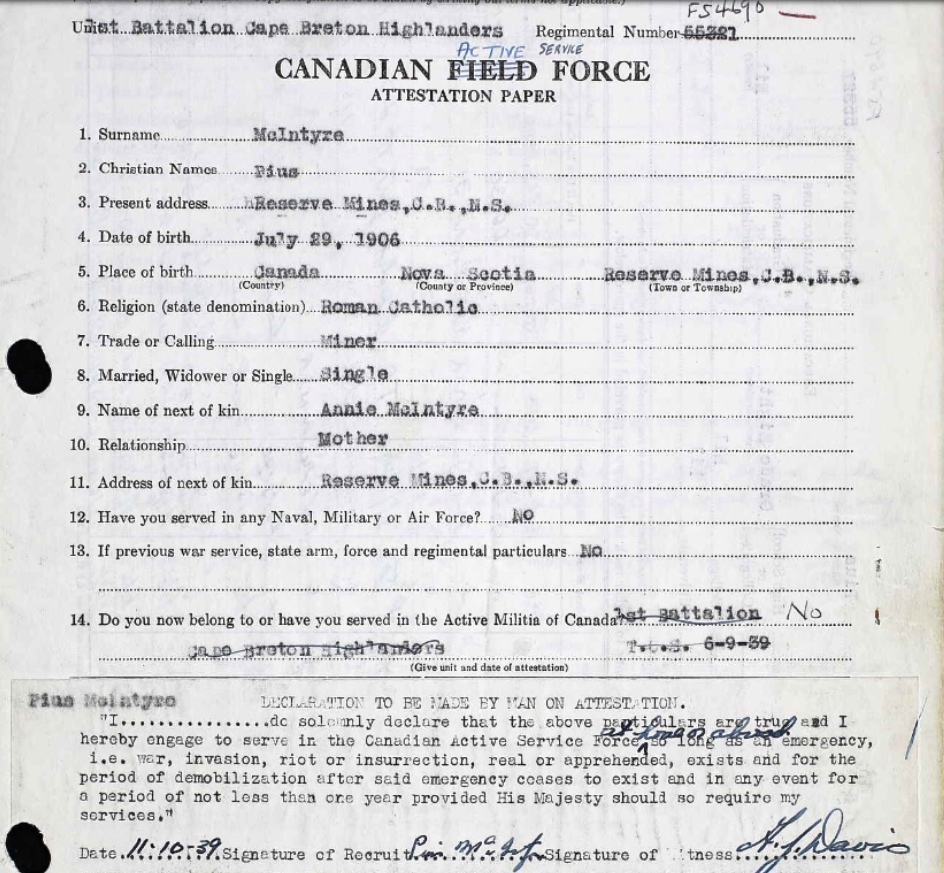 F54690
Unit 1st Battalion Cape Breton Highlanders Regimental Number 55321
ACTIVE SERVICE
CANADIAN FIELD FORCE
ATTESTATION PAPER
1. Surname McIntyre
2. Christian Names Pius
3. Present address Reserve Mines,C.B.,N.S.
4. Date of birth July 29, 1906
5. Place of birth Canada Nova Scotia Reserve Mines,C.B.,N.S.
(Country) (County or Province) (Town or Township)
6. Religion (state denomination) Roman Catholic
7. Trade or Calling Miner
8. Married, Widower or Single Single
9. Name of next of kin Annie McIntyre
10. Relationship Mother
11. Address of next of kin Reserve Mines,C.B.,N.S.
12. Have you served in any Naval, Military or Air Force? NO
13. If previous war service, state arm, force and regimental particulars No
14. Do you now belong to or have you served in the Active Militia of Canada? 1st Battalion No
Cape Breton Highlanders T.o.S. 6-9-39
(Give unit and date of attestation)
Pius McIntyre DECLARATION TO BE MADE BY MAN ON ATTESTATION.
"I................do solemnly declare that the above particulars are true and I
at home or abroad
hereby engage to serve in the Canadian Active Service Force so long as an emergency,
i.e. war, invasion, riot or insurrection, real or apprehended, exists and for the
period of demobilization after said emergency ceases to exist and in any event for
a period of not less than one year provided His Majesty should so require my
services."
Date 11-10-39 Signature of Recruit Signature of Witness